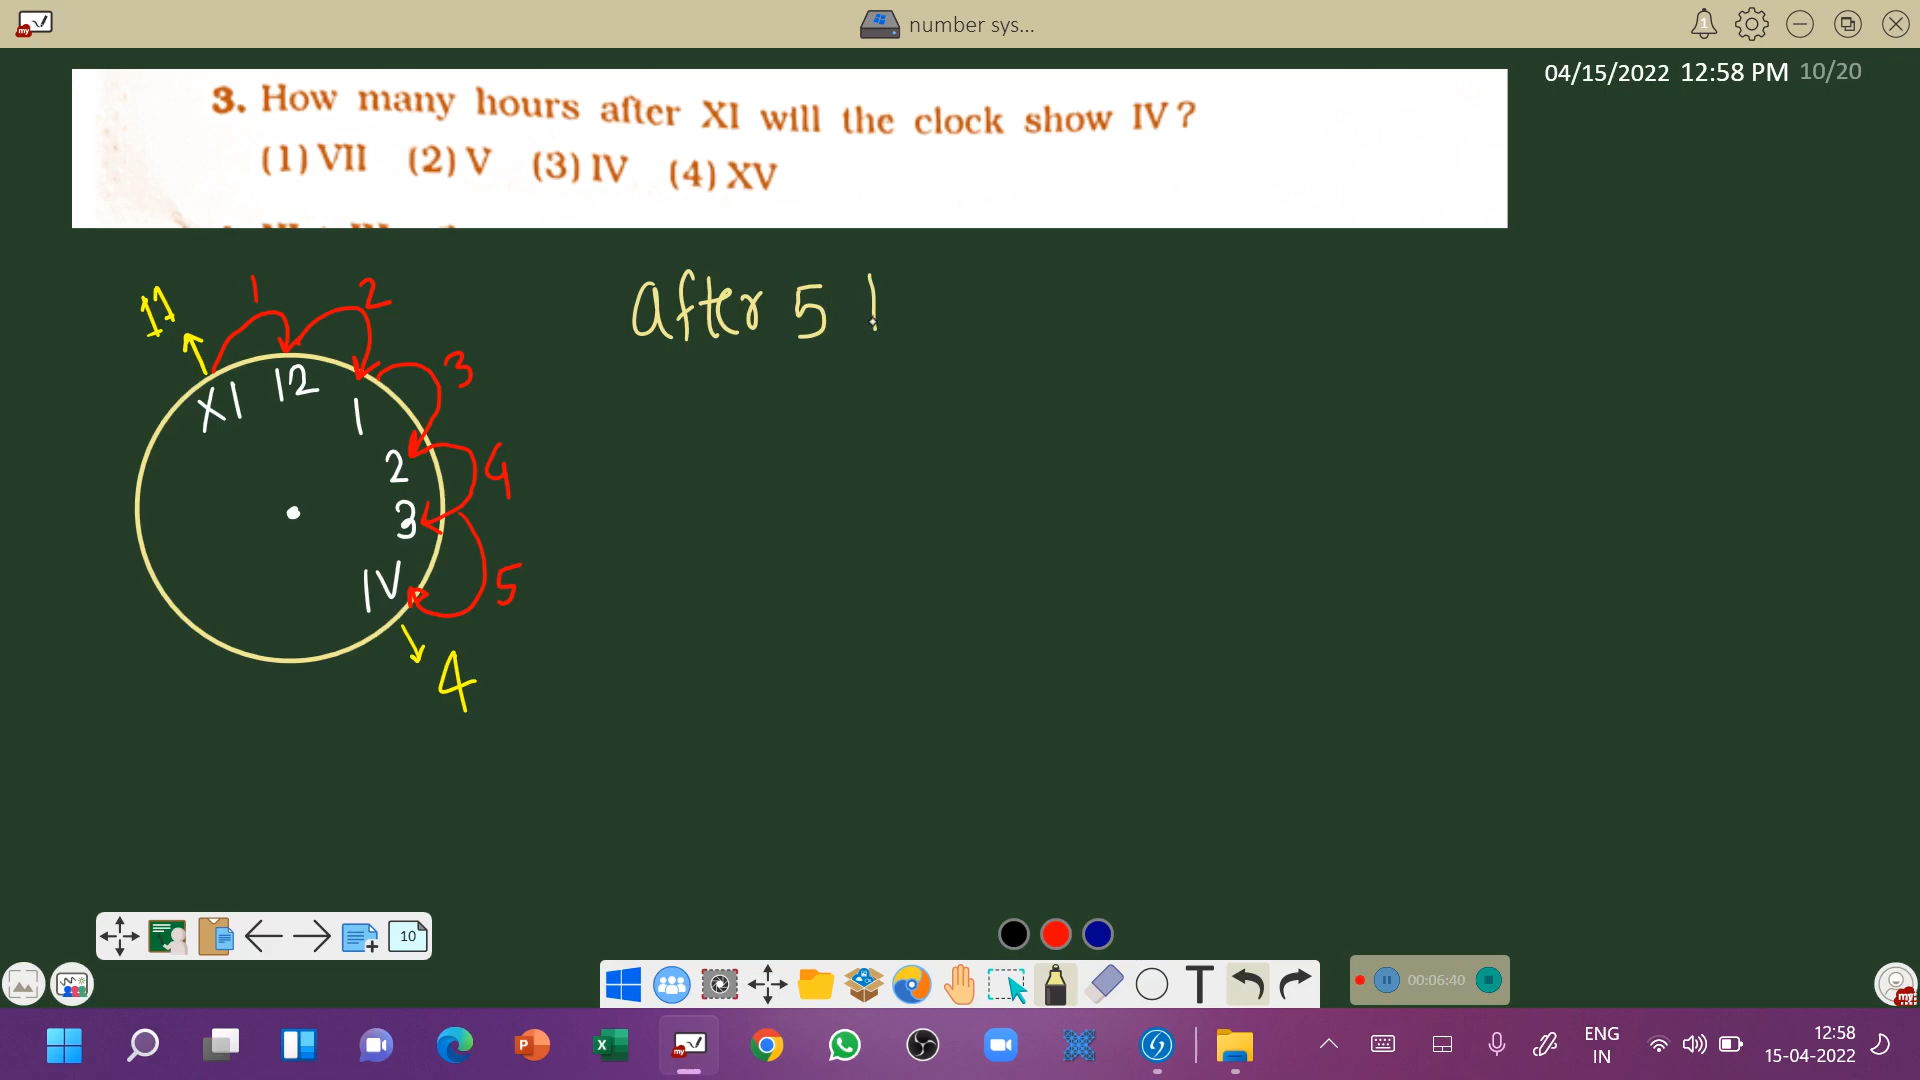 number sys...
04/15/2022 12:58 PM 10/20
3. How many hours after XI will the clock show IV?
(1) VII (2) V (3) IV (4) XV
after 5
11
1
2
3
4
5
XI 12
1
2
3
IV
4
10
T
00:06:40
ENG
IN
12:58
15-04-2022